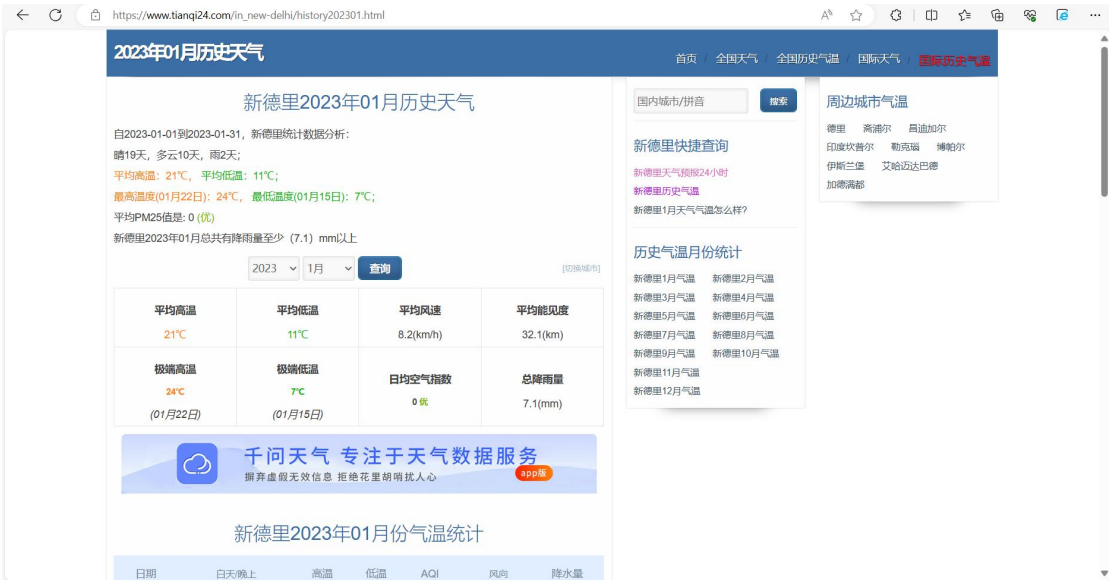 https://www.tianqi24.com/in_new-delhi/history202301.html
2023年01月历史天气
首页 / 全国天气 / 全国历史气温 / 国际天气 / 国际历史气温
新德里2023年01月历史天气
自2023-01-01到2023-01-31，新德里统计数据分析：
晴19天，多云10天，雨2天；
平均高温：21℃， 平均低温：11℃；
最高温度(01月22日)：24℃， 最低温度(01月15日)：7℃；
平均PM25值是: 0 (优)
新德里2023年01月总共有降雨量至少（7.1）mm以上
2023 1月 查询 [切换城市]
平均高温 平均低温 平均风速 平均能见度
21℃ 11℃ 8.2(km/h) 32.1(km)
极端高温 极端低温 日均空气指数 总降雨量
24℃ 7℃ 0 优 7.1(mm)
(01月22日) (01月15日)
千问天气 专注于天气数据服务
摒弃虚假无效信息 拒绝花里胡哨扰人心
app版
新德里2023年01月份气温统计
日期 白天/晚上 高温 低温 AQI 风向 降水量
国内城市/拼音 搜索
新德里快捷查询
新德里天气预报24小时
新德里历史气温
新德里1月天气气温怎么样?
历史气温月份统计
新德里1月气温 新德里2月气温
新德里3月气温 新德里4月气温
新德里5月气温 新德里6月气温
新德里7月气温 新德里8月气温
新德里9月气温 新德里10月气温
新德里11月气温
新德里12月气温
周边城市气温
德里 斋浦尔 昌迪加尔
印度坎普尔 勒克瑙 博帕尔
伊斯兰堡 艾哈迈达巴德
加德满都